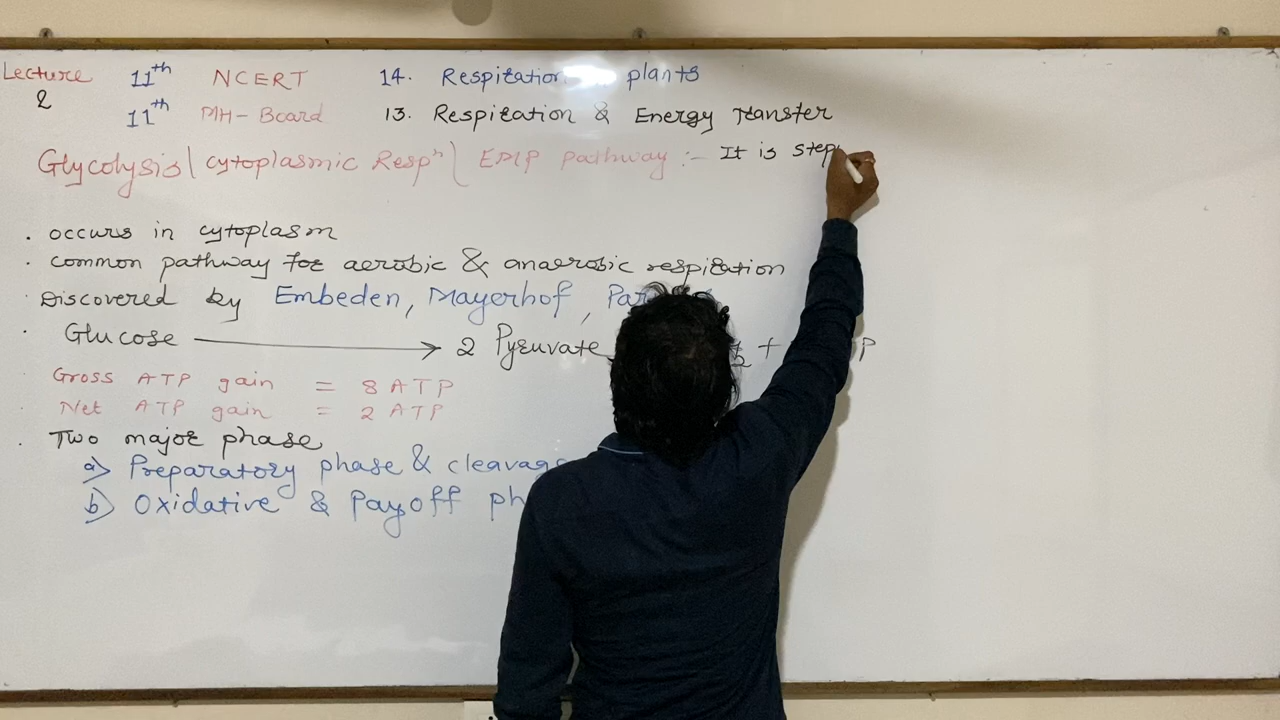 Lecture 11th NCERT 14. Respiration plants
2 11th MH-Board 13. Respiration & Energy Transfer
Glycolysis | cytoplasmic Respn | EMP pathway :- It is step
. occurs in cytoplasm
. common pathway for aerobic & anaerobic respiration
. Discovered by Embeden, Mayerhof, Par
. Glucose → 2 Pyruvate + P
. Gross ATP gain = 8 ATP
. Net ATP gain = 2 ATP
. Two major phase
a) Preparatory phase & cleavage
b) Oxidative & Payoff ph